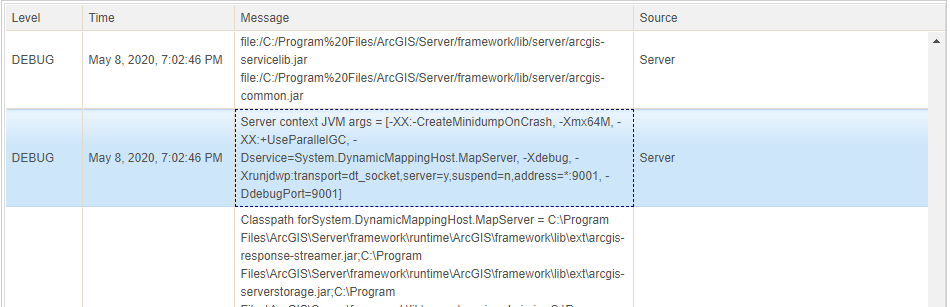 Level Time Message Source
file:/C:/Program%20Files/ArcGIS/Server/framework/lib/server/arcgis-
servicelib.jar
DEBUG May 8, 2020, 7:02:46 PM Server
file:/C:/Program%20Files/ArcGIS/Server/framework/lib/server/arcgis-
common.jar
Server context JVM args = [-XX:-CreateMinidumpOnCrash, -Xmx64M, -
XX:+UseParallelGC, -
DEBUG May 8, 2020, 7:02:46 PM Dservice=System.DynamicMappingHost.MapServer, -Xdebug, - Server
Xrunjdwp:transport=dt_socket,server=y,suspend=n,address=*:9001, -
DdebugPort=9001]
Classpath forSystem.DynamicMappingHost.MapServer = C:\Program
Files\ArcGIS\Server\framework\runtime\ArcGIS\framework\lib\ext\arcgis-
response-streamer.jar;C:\Program
Files\ArcGIS\Server\framework\runtime\ArcGIS\framework\lib\ext\arcgis-
serverstorage.jar;C:\Program